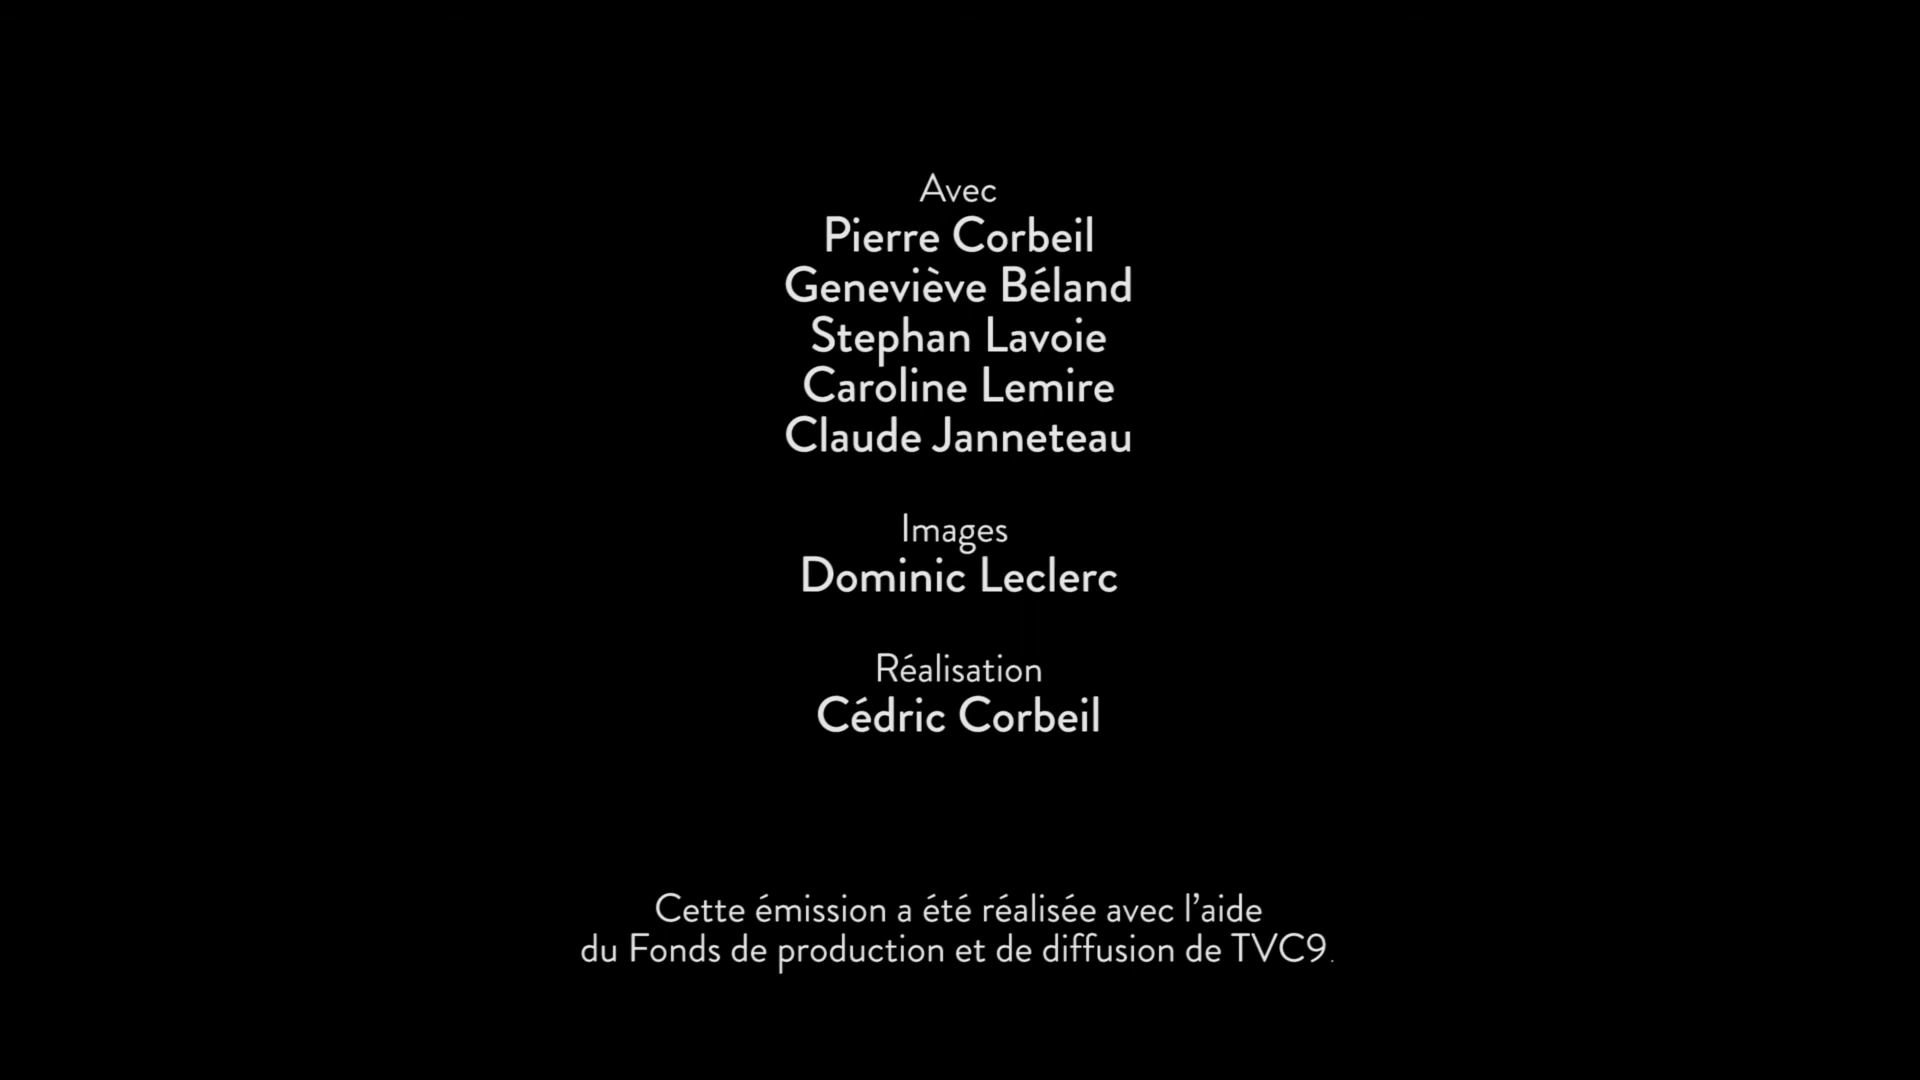 Avec
Pierre Corbeil
Geneviève Béland
Stephan Lavoie
Caroline Lemire
Claude Janneteau
Images
Dominic Leclerc
Réalisation
Cédric Corbeil
Cette émission a été réalisée avec l’aide
du Fonds de production et de diffusion de TVC9.